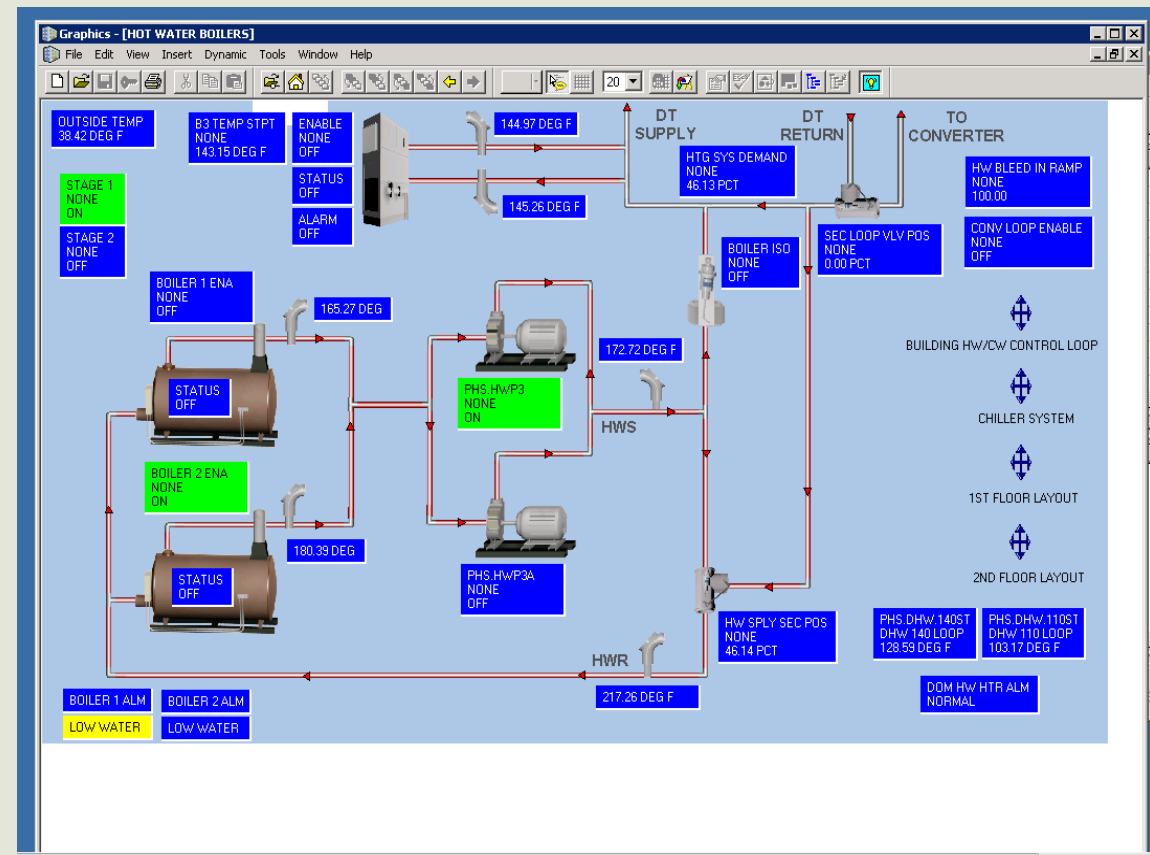 Graphics - [HOT WATER BOILERS]
File Edit View Insert Dynamic Tools Window Help
20
OUTSIDE TEMP
38.42 DEG F
B3 TEMP STPT
NONE
143.15 DEG F
ENABLE
NONE
OFF
STATUS
OFF
ALARM
OFF
144.97 DEG F
145.26 DEG F
DT
SUPPLY
DT
RETURN
TO
CONVERTER
HTG SYS DEMAND
NONE
46.13 PCT
HW BLEED IN RAMP
NONE
100.00
STAGE 1
NONE
ON
STAGE 2
NONE
OFF
BOILER ISO
NONE
OFF
SEC LOOP VLV POS
NONE
0.00 PCT
CONV LOOP ENABLE
NONE
OFF
BOILER 1 ENA
NONE
OFF
165.27 DEG
STATUS
OFF
PHS.HWP3
NONE
ON
172.72 DEG F
HWS
BUILDING HW/CW CONTROL LOOP
CHILLER SYSTEM
1ST FLOOR LAYOUT
2ND FLOOR LAYOUT
BOILER 2 ENA
NONE
ON
180.39 DEG
STATUS
OFF
PHS.HWP3A
NONE
OFF
HW SPLY SEC POS
NONE
46.14 PCT
PHS.DHW.140ST
DHW 140 LOOP
128.59 DEG F
PHS.DHW.110ST
DHW 110 LOOP
103.17 DEG F
HWR
217.26 DEG F
DOM HW HTR ALM
NORMAL
BOILER 1 ALM
BOILER 2 ALM
LOW WATER
LOW WATER